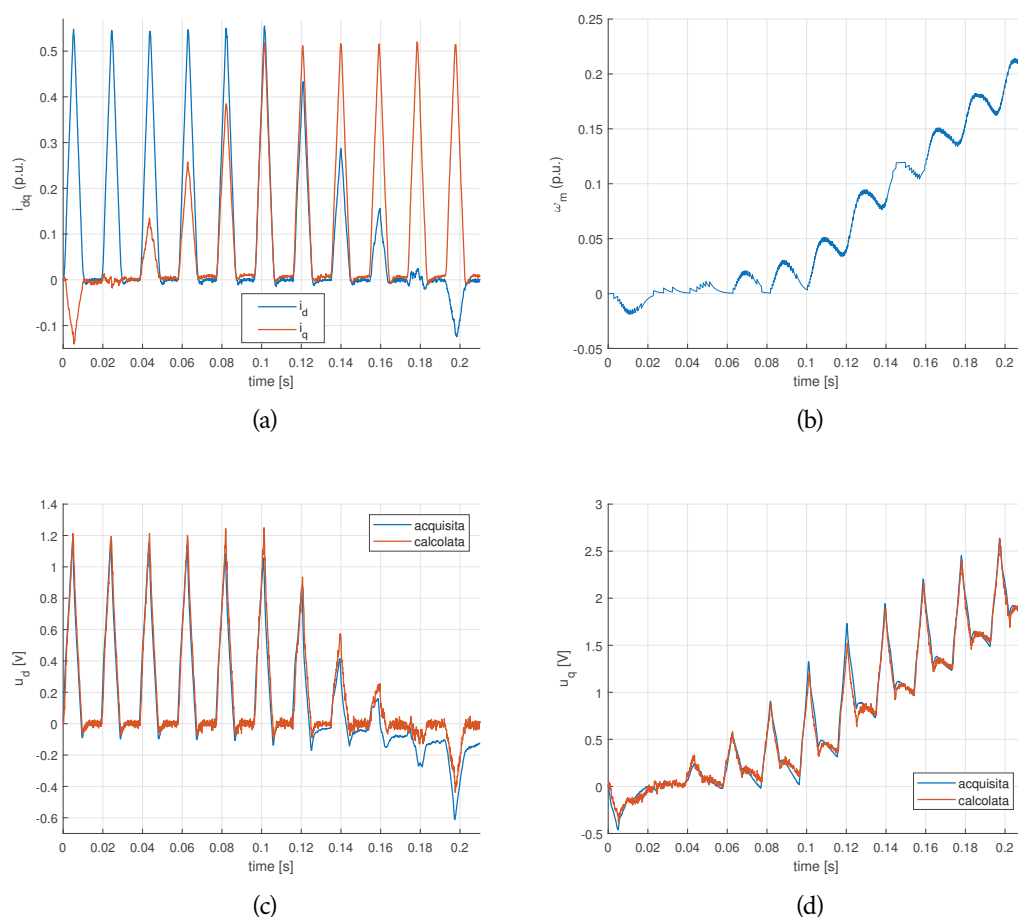 0.5
0.4
0.3
0.2
0.1
0
-0.1
i_dq (p.u.)
i_d
i_q
0 0.02 0.04 0.06 0.08 0.1 0.12 0.14 0.16 0.18 0.2
time [s]
(a)
0.25
0.2
0.15
0.1
0.05
0
-0.05
ω_m (p.u.)
0 0.02 0.04 0.06 0.08 0.1 0.12 0.14 0.16 0.18 0.2
time [s]
(b)
1.4
1.2
1
0.8
0.6
0.4
0.2
0
-0.2
-0.4
-0.6
u_d [V]
acquisita
calcolata
0 0.02 0.04 0.06 0.08 0.1 0.12 0.14 0.16 0.18 0.2
time [s]
(c)
3
2.5
2
1.5
1
0.5
0
-0.5
u_q [V]
acquisita
calcolata
0 0.02 0.04 0.06 0.08 0.1 0.12 0.14 0.16 0.18 0.2
time [s]
(d)